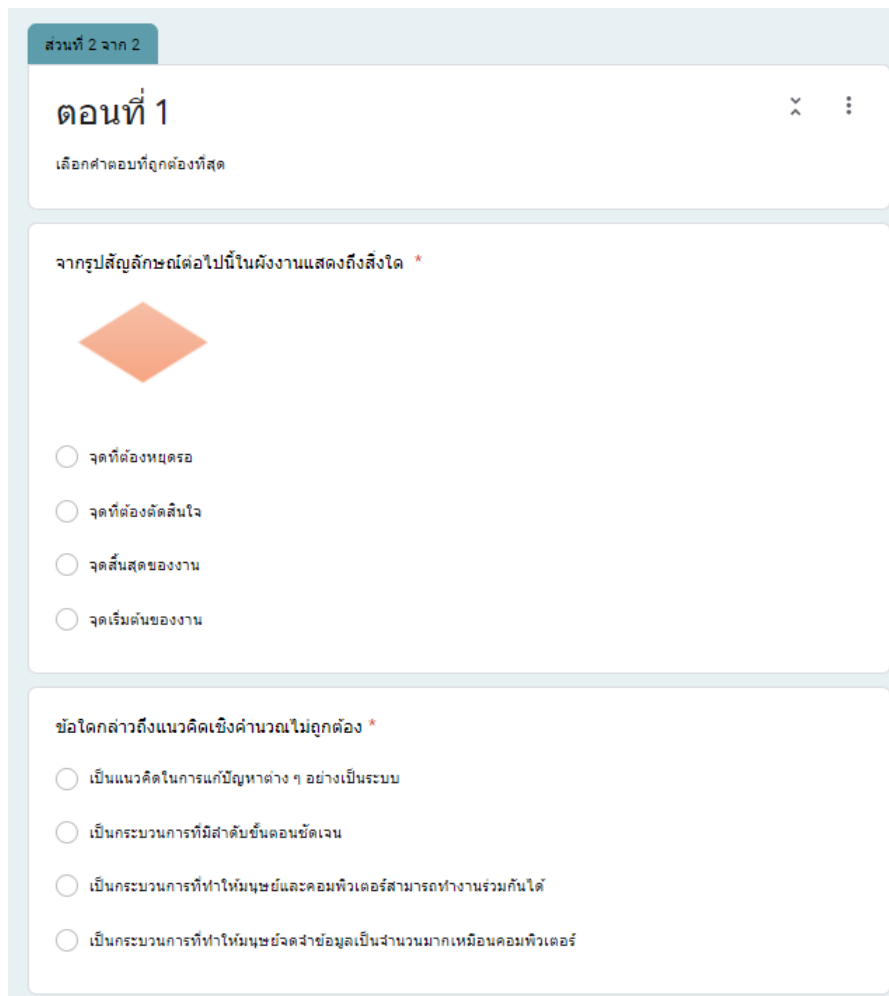 ส่วนที่ 2 จาก 2
ตอนที่ 1
เลือกคำตอบที่ถูกต้องที่สุด
จากรูปสัญลักษณ์ต่อไปนี้ในผังงานแสดงถึงสิ่งใด *
จุดที่ต้องหยุดรอ
จุดที่ต้องตัดสินใจ
จุดสิ้นสุดของงาน
จุดเริ่มต้นของงาน
ข้อใดกล่าวถึงแนวคิดเชิงคำนวณไม่ถูกต้อง *
เป็นแนวคิดในการแก้ปัญหาต่าง ๆ อย่างเป็นระบบ
เป็นกระบวนการที่มีลำดับขั้นตอนชัดเจน
เป็นกระบวนการที่ทำให้มนุษย์และคอมพิวเตอร์สามารถทำงานร่วมกันได้
เป็นกระบวนการที่ทำให้มนุษย์จดจำข้อมูลเป็นจำนวนมากเหมือนคอมพิวเตอร์